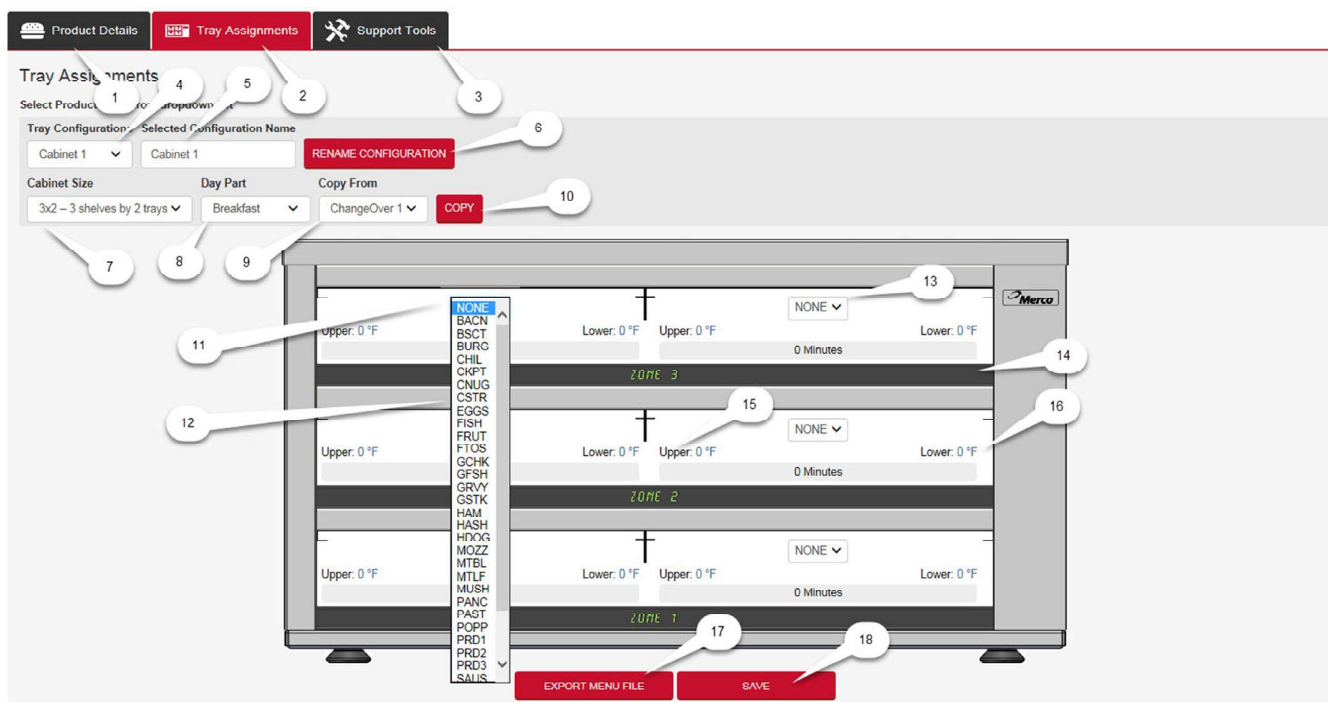 Product Details Tray Assignments Support Tools
Tray Assignments
1 4 5 2 3
Select Product
Tray Configurations Selected Configuration Name
6
Cabinet 1 Cabinet 1 RENAME CONFIGURATION
Cabinet Size Day Part Copy From
10
3x2 – 3 shelves by 2 trays Breakfast ChangeOver 1 COPY
7 8 9
13
Merco
NONE NONE
BACN
Upper: 0 °F BSCT Lower: 0 °F Upper: 0 °F Lower: 0 °F
11
BURG 0 Minutes
14
CHIL
CKPT ZONE 3
CNUG
CSTR
15 16
EGGS
12
FISH NONE
FRUT
Upper: 0 °F FTOS Lower: 0 °F Upper: 0 °F Lower: 0 °F
GCHK
GFSH 0 Minutes
GRVY
GSTK ZONE 2
HAM
HASH
HDOG
MOZZ NONE
MTBL
Upper: 0 °F MTLF Lower: 0 °F Upper: 0 °F Lower: 0 °F
MUSH 0 Minutes
PANC
PAST ZONE 1
POPP
17 18
PRD1
PRD2
PRD3
SAUS
EXPORT MENU FILE SAVE